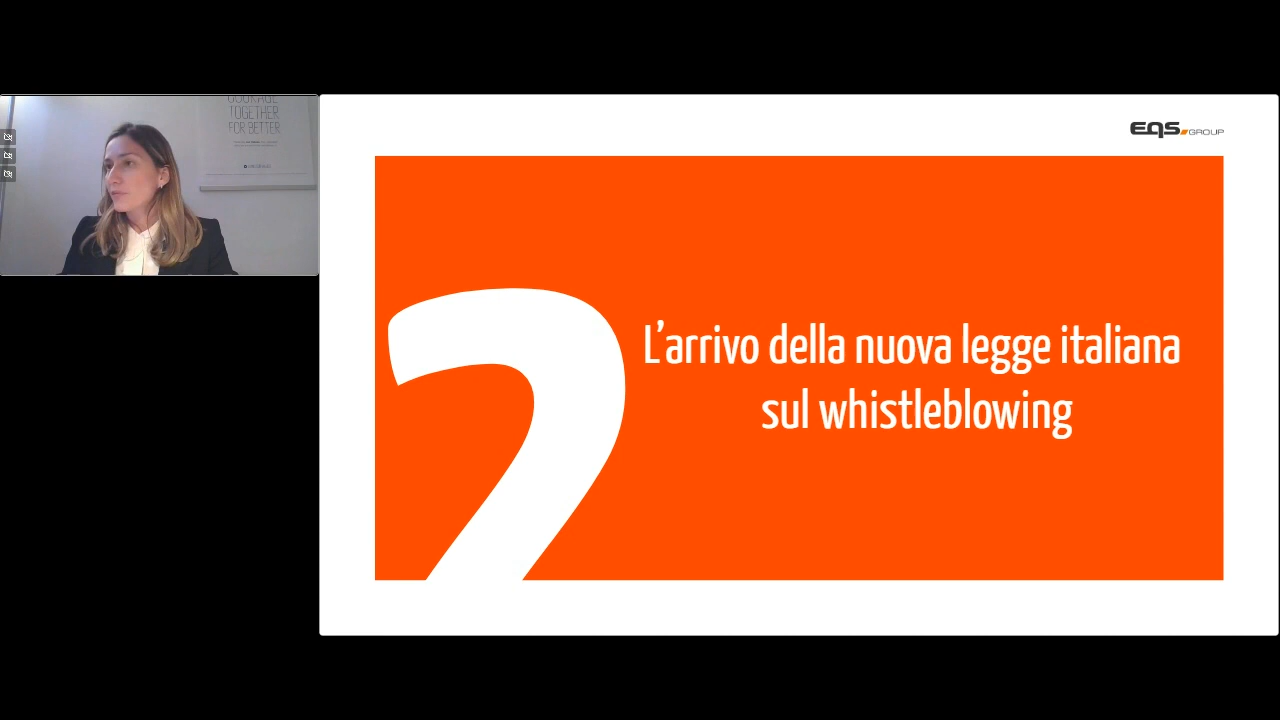 COURAGE
TOGETHER
FOR BETTER
EQS GROUP
2
L'arrivo della nuova legge italiana
sul whistleblowing